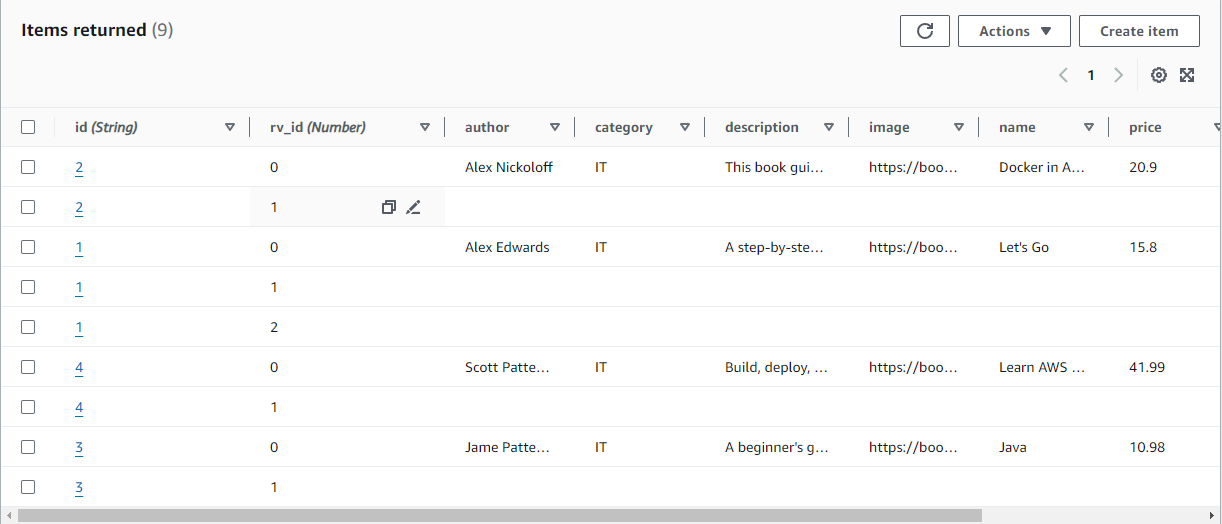 Items returned (9)
Actions Create item
1
id (String) rv_id (Number) author category description image name price
2 0 Alex Nickoloff IT This book gui... https://boo... Docker in A... 20.9
2 1
1 0 Alex Edwards IT A step-by-ste... https://boo... Let's Go 15.8
1 1
1 2
4 0 Scott Patte... IT Build, deploy, ... https://boo... Learn AWS ... 41.99
4 1
3 0 Jame Patte... IT A beginner's g... https://boo... Java 10.98
3 1